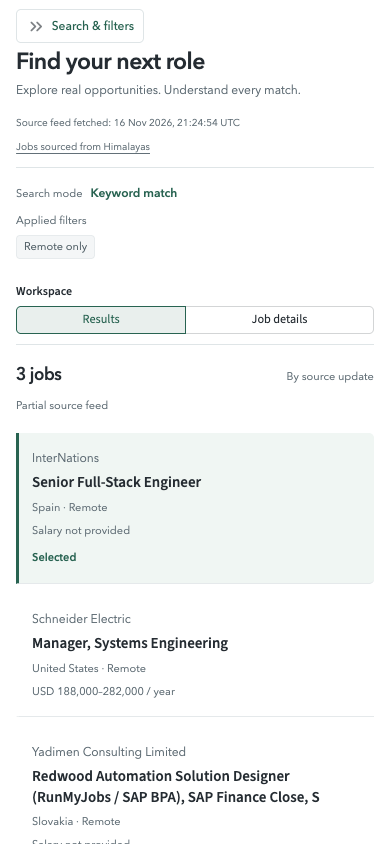 Search & filters
Find your next role
Explore real opportunities. Understand every match.
Source feed fetched: 16 Nov 2026, 21:24:54 UTC
Jobs sourced from Himalayas
Search mode Keyword match
Applied filters
Remote only
Workspace
Results Job details
3 jobs By source update
Partial source feed
InterNations
Senior Full-Stack Engineer
Spain · Remote
Salary not provided
Selected
Schneider Electric
Manager, Systems Engineering
United States · Remote
USD 188,000–282,000 / year
Yadimen Consulting Limited
Redwood Automation Solution Designer
(RunMyJobs / SAP BPA), SAP Finance Close, S
Slovakia · Remote
Salary not provided